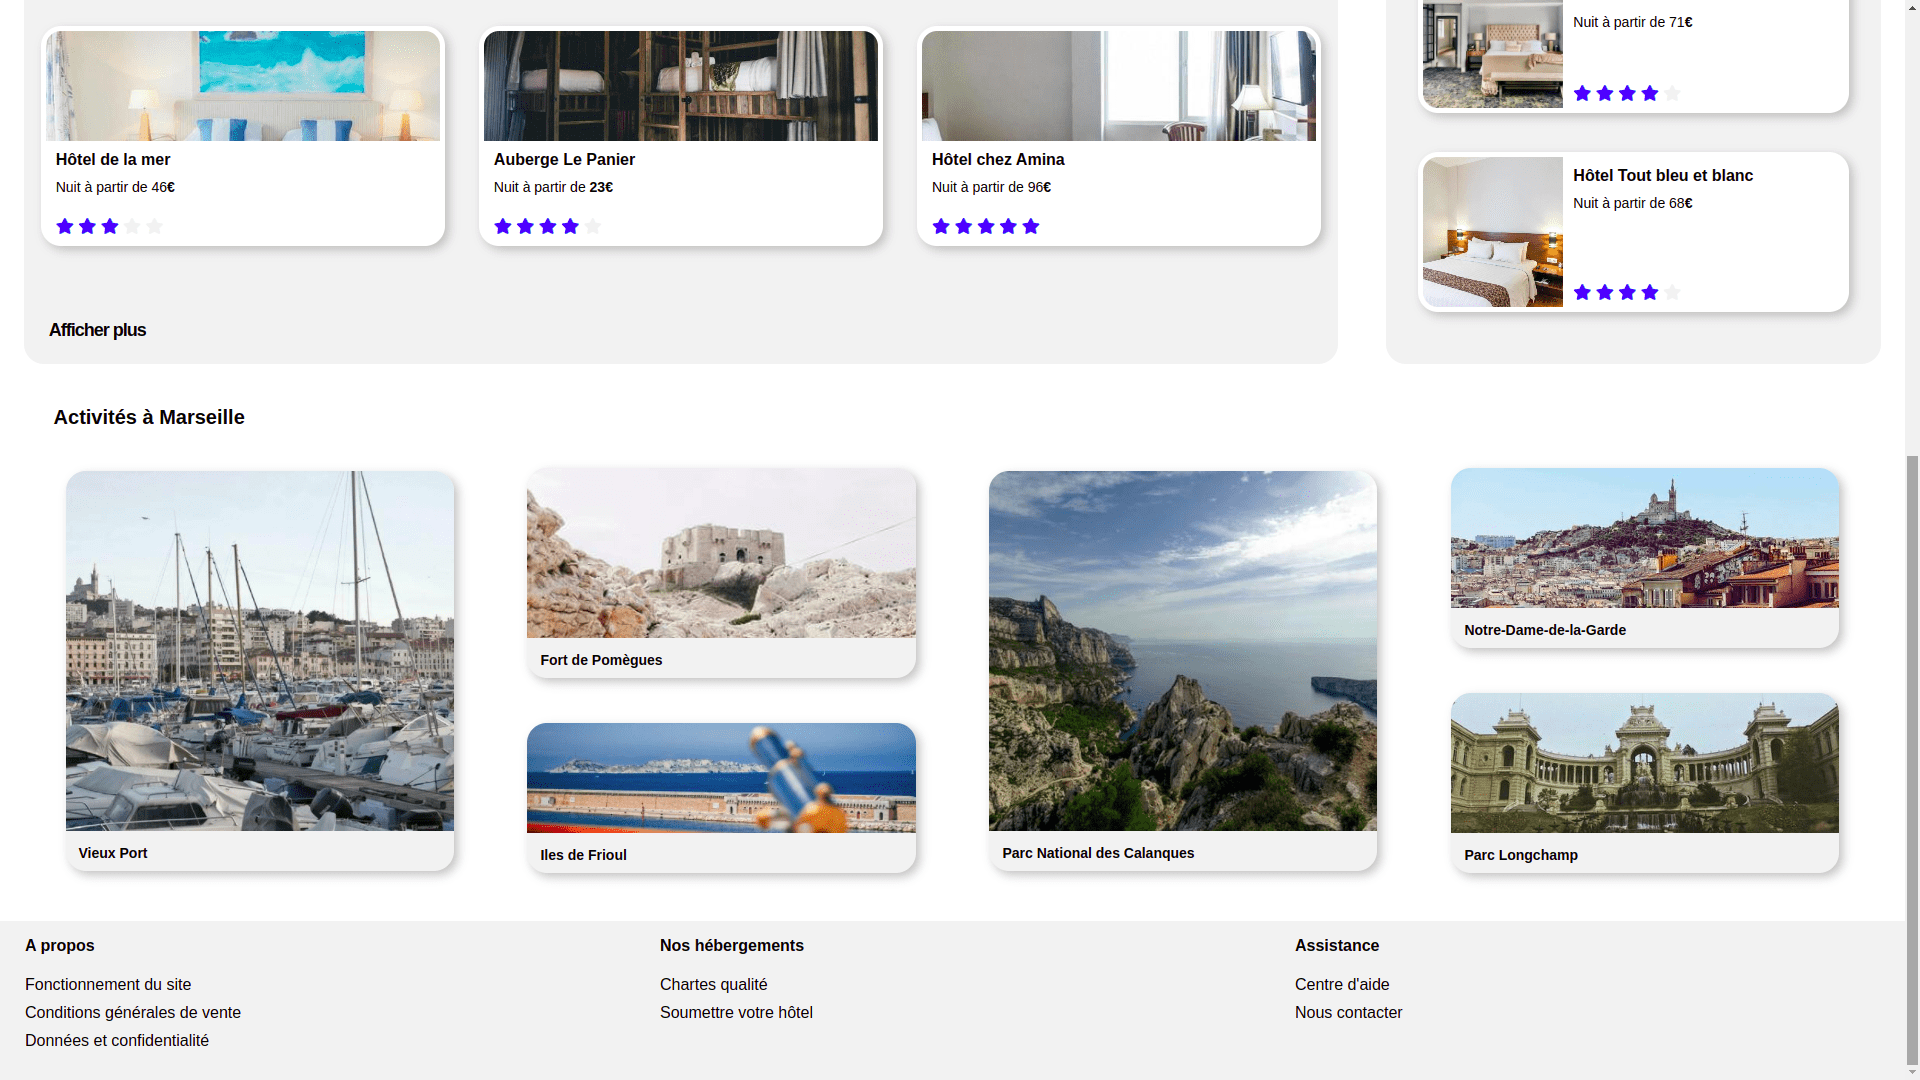 Nuit à partir de 71€
Hôtel de la mer
Nuit à partir de 46€
Auberge Le Panier
Nuit à partir de 23€
Hôtel chez Amina
Nuit à partir de 96€
Hôtel Tout bleu et blanc
Nuit à partir de 68€
Afficher plus
Activités à Marseille
Vieux Port
Fort de Pomègues
Iles de Frioul
Parc National des Calanques
Notre-Dame-de-la-Garde
Parc Longchamp
A propos
Fonctionnement du site
Conditions générales de vente
Données et confidentialité
Nos hébergements
Chartes qualité
Soumettre votre hôtel
Assistance
Centre d'aide
Nous contacter